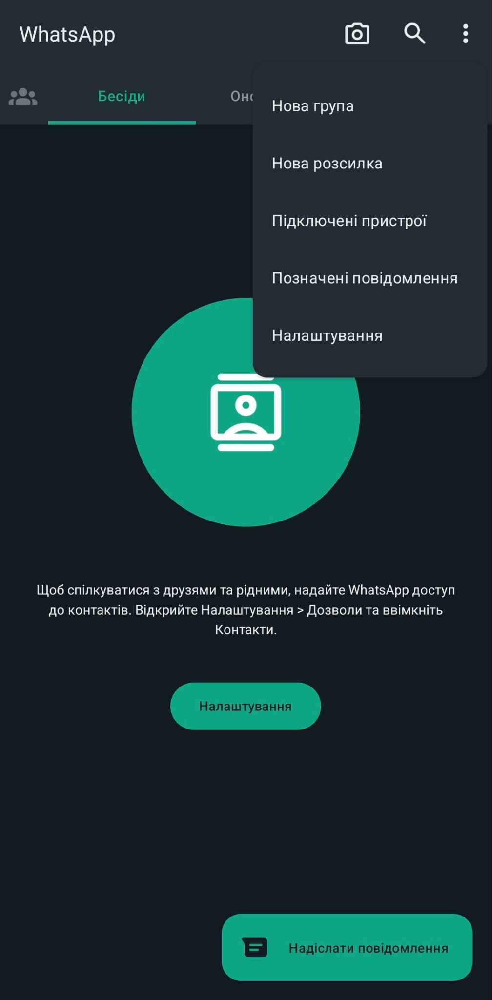 WhatsApp
Бесіди
Нова група
Нова розсилка
Підключені пристрої
Позначені повідомлення
Налаштування
Щоб спілкуватися з друзями та рідними, надайте WhatsApp доступ
до контактів. Відкрийте Налаштування > Дозволи та ввімкніть
Контакти.
Налаштування
Надіслати повідомлення